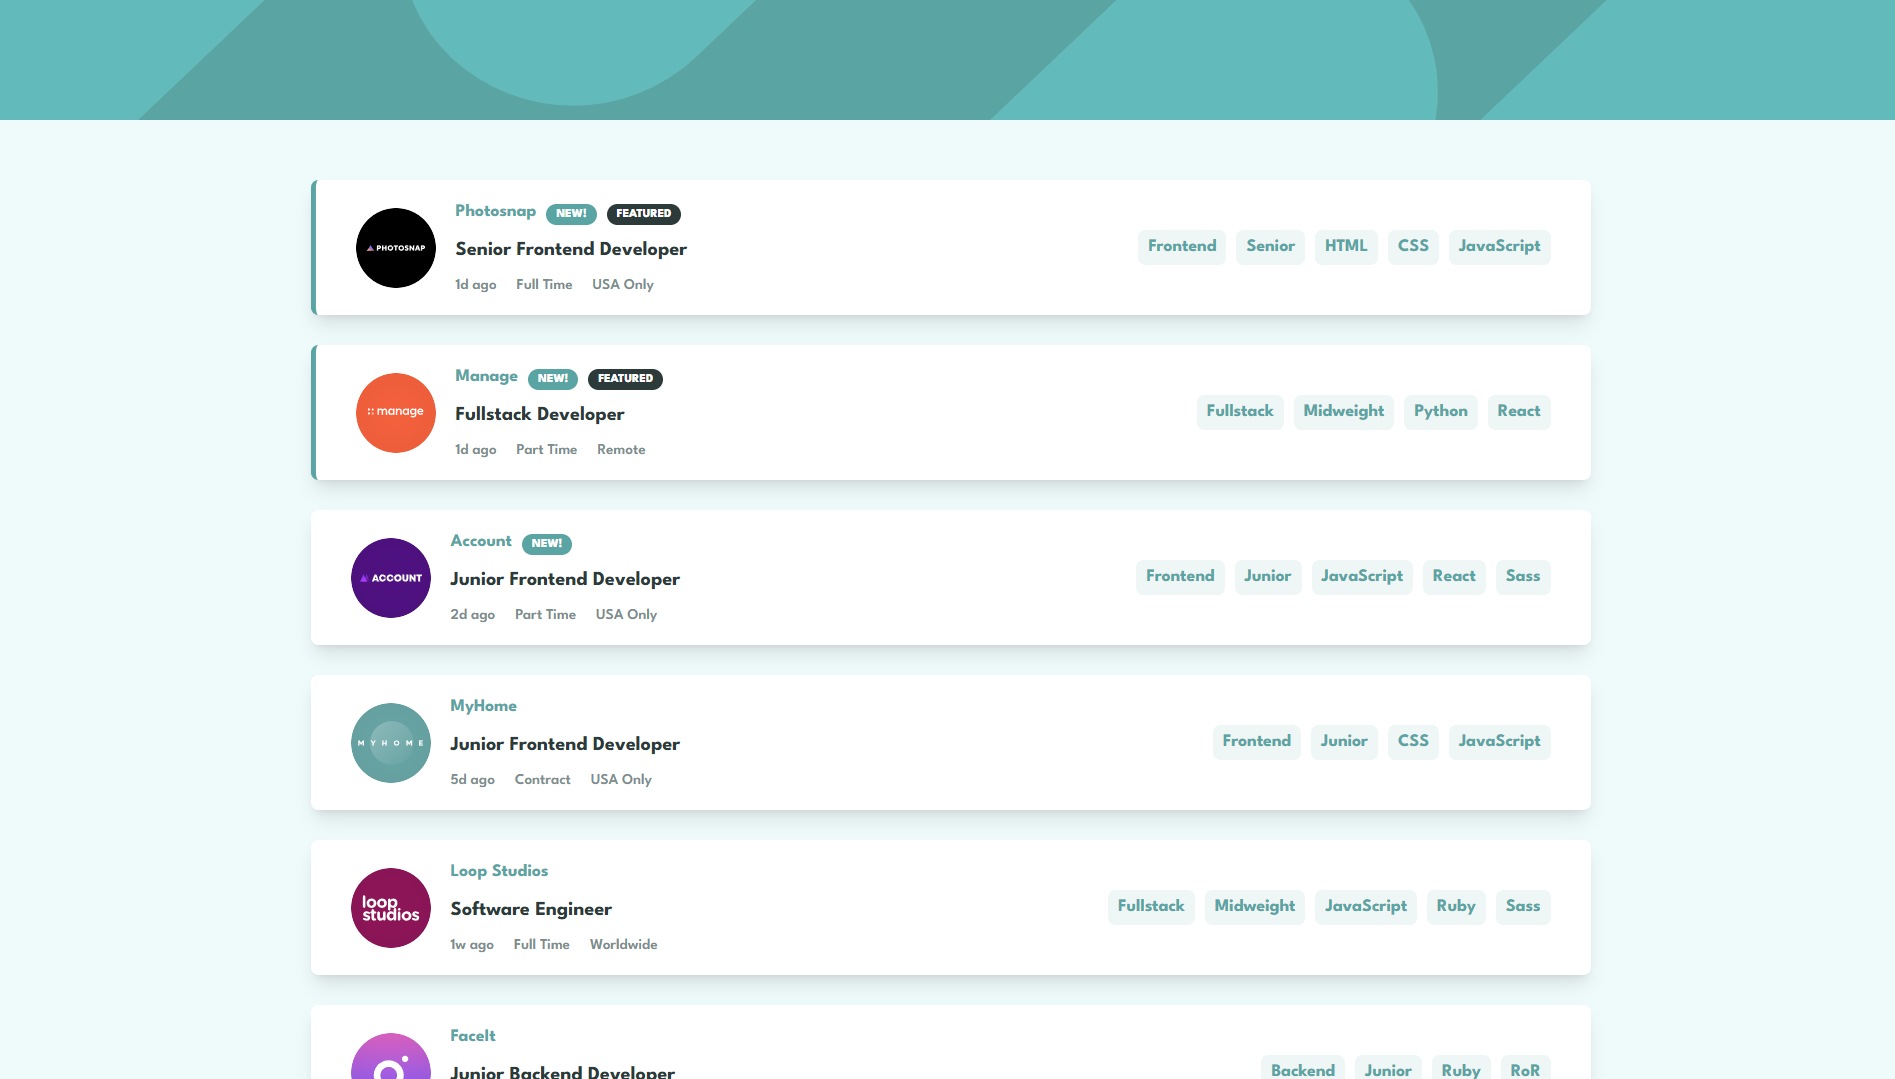 PHOTOSNAP
Photosnap NEW! FEATURED
Senior Frontend Developer
1d ago Full Time USA Only
Frontend Senior HTML CSS JavaScript
manage
Manage NEW! FEATURED
Fullstack Developer
1d ago Part Time Remote
Fullstack Midweight Python React
ACCOUNT
Account NEW!
Junior Frontend Developer
2d ago Part Time USA Only
Frontend Junior JavaScript React Sass
MYHOME
MyHome
Junior Frontend Developer
5d ago Contract USA Only
Frontend Junior CSS JavaScript
loop
studios
Loop Studios
Software Engineer
1w ago Full Time Worldwide
Fullstack Midweight JavaScript Ruby Sass
FaceIt
Junior Backend Developer
Backend Junior Ruby RoR